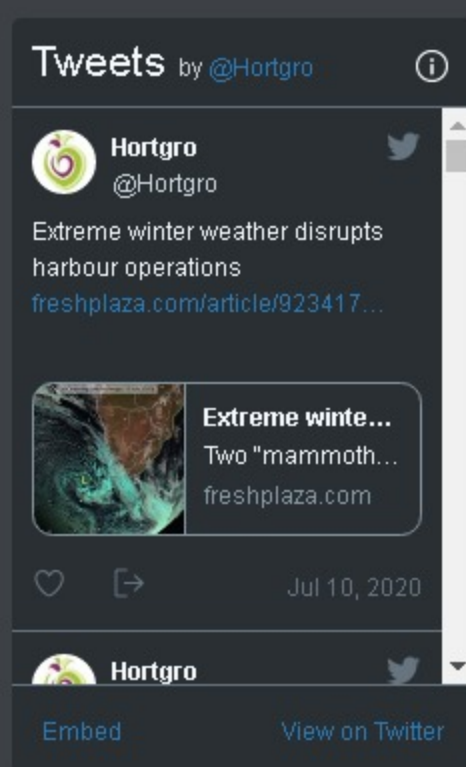 Tweets by @Hortgro
Hortgro
@Hortgro
Extreme winter weather disrupts
harbour operations
freshplaza.com/article/923417...
Extreme winte...
Two "mammoth...
freshplaza.com
Jul 10, 2020
Hortgro
Embed View on Twitter